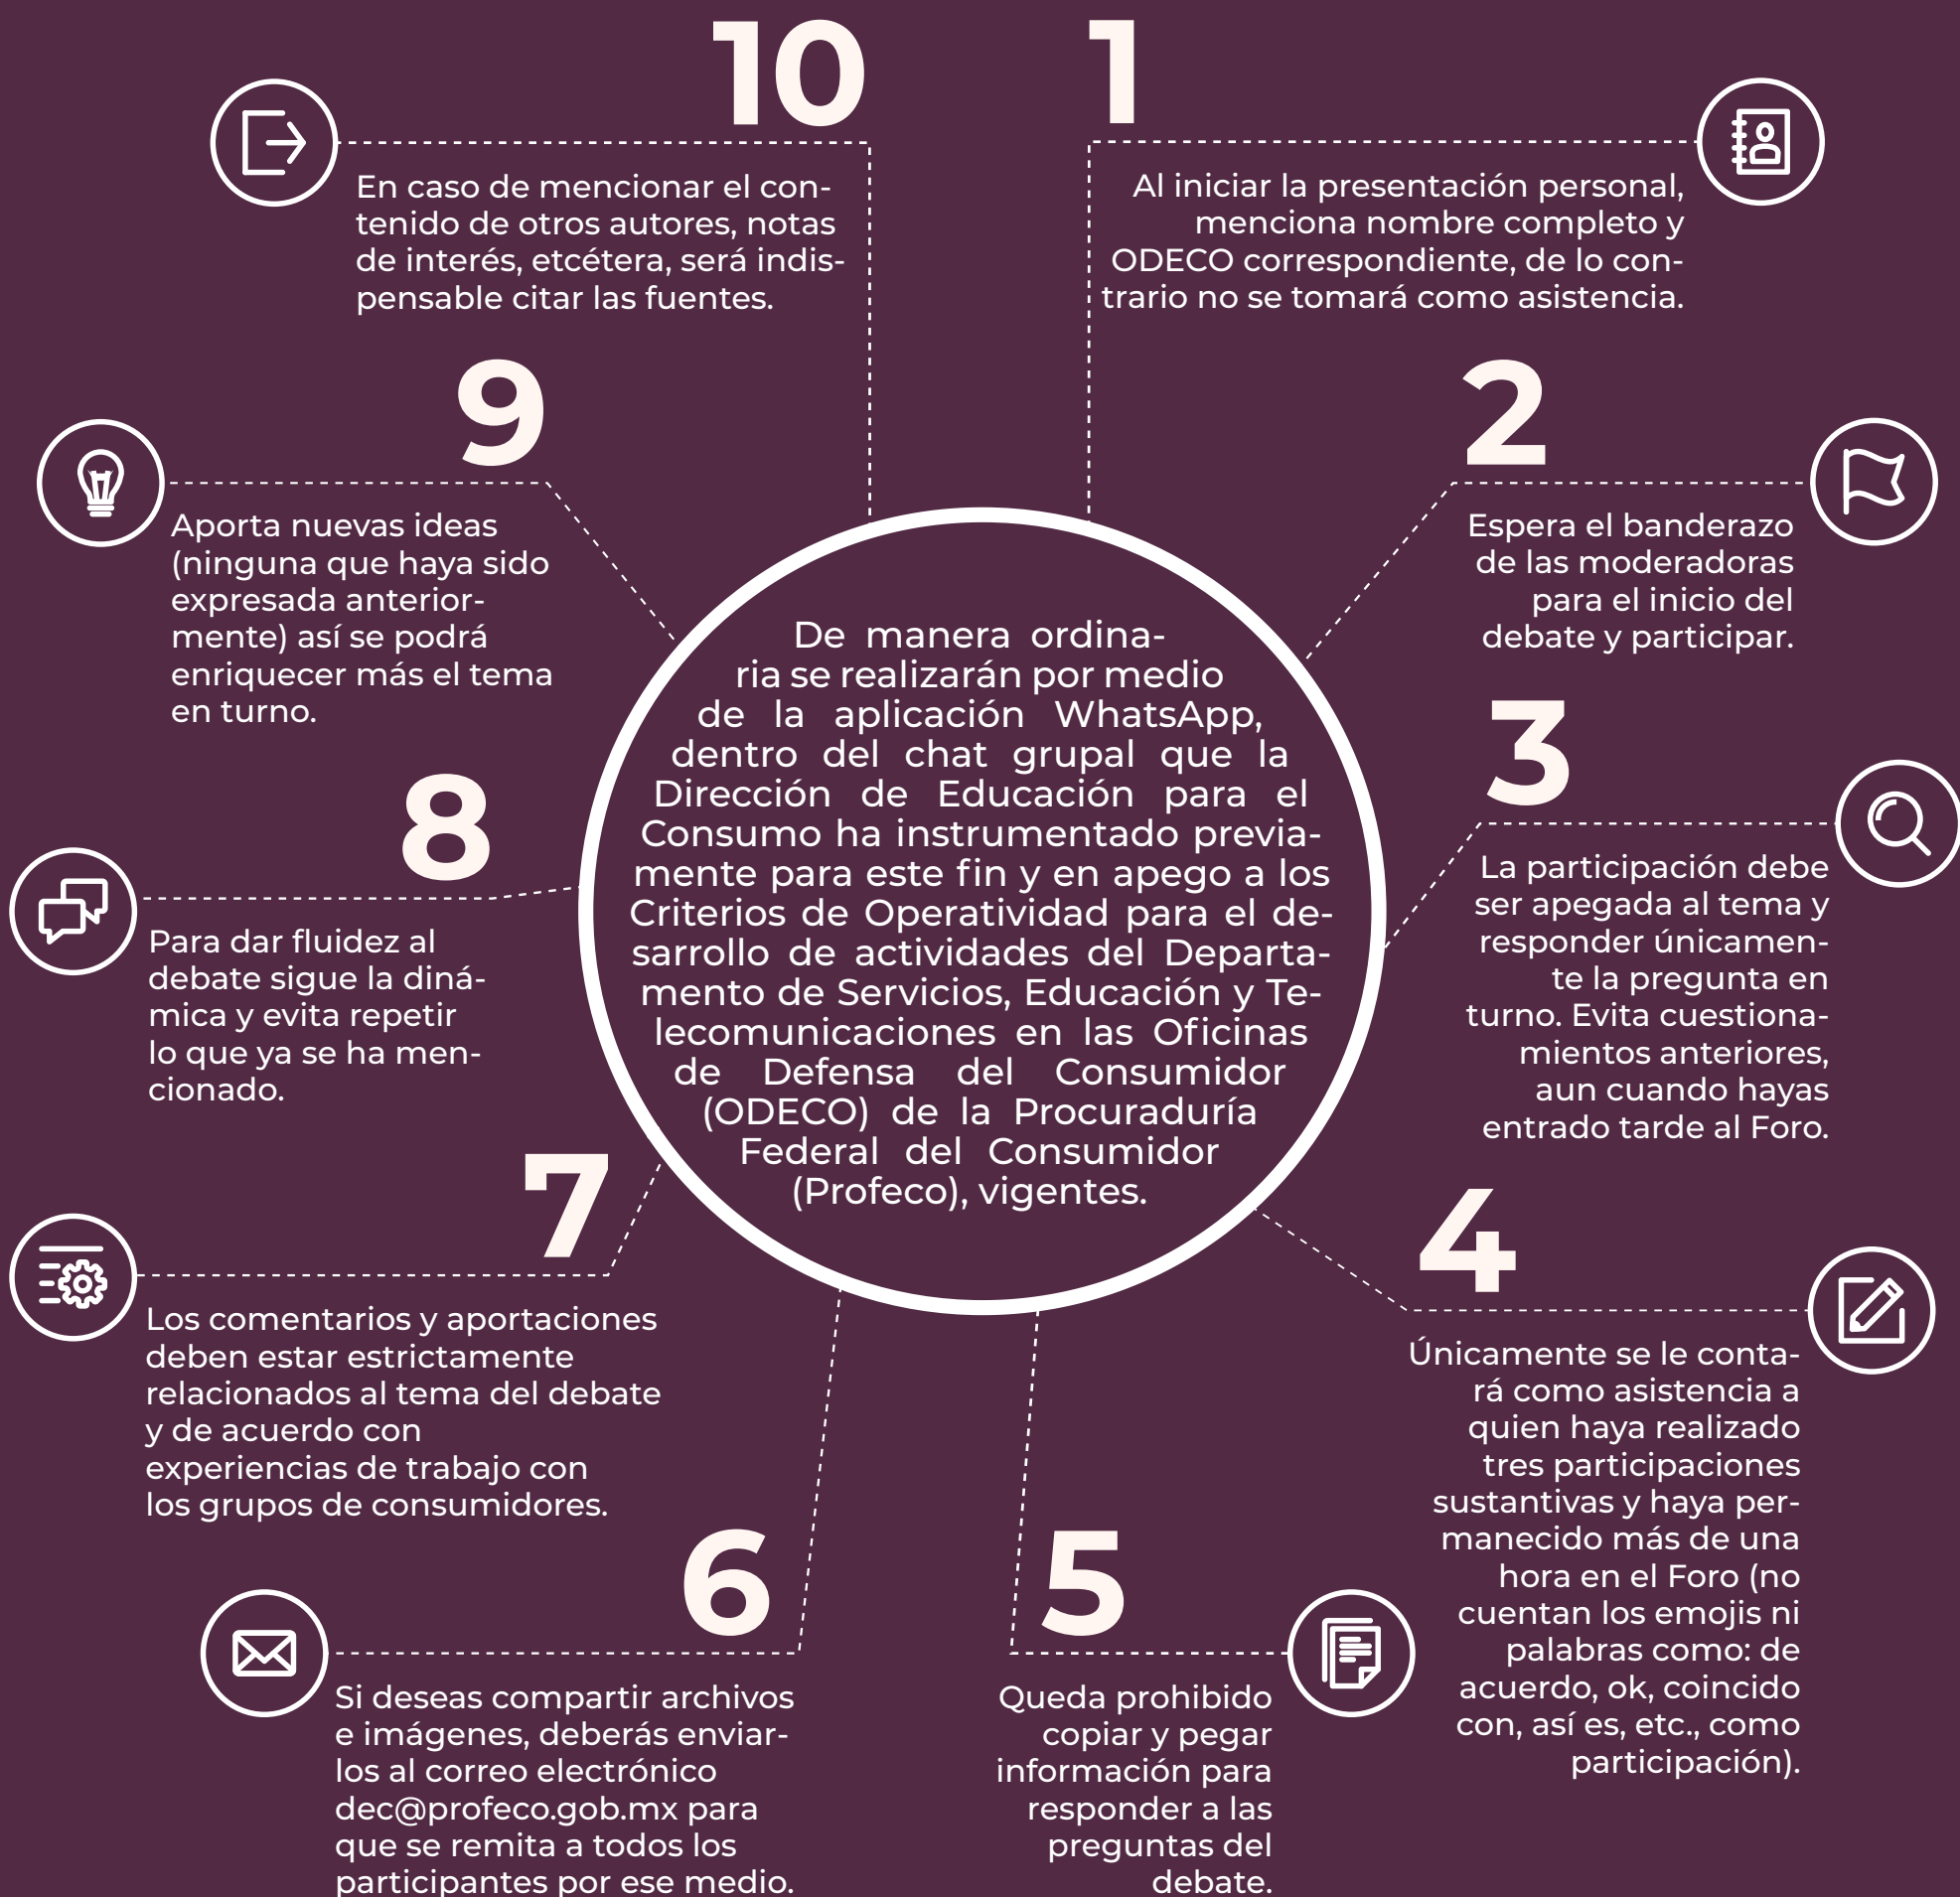 De manera ordina-
ria se realizarán por medio
de la aplicación WhatsApp,
dentro del chat grupal que la
Dirección de Educación para el
Consumo ha instrumentado previa-
mente para este fin y en apego a los
Criterios de Operatividad para el de-
sarrollo de actividades del Departa-
mento de Servicios, Educación y Te-
lecomunicaciones en las Oficinas
de Defensa del Consumidor
(ODECO) de la Procuraduría
Federal del Consumidor
(Profeco), vigentes.
1
Al iniciar la presentación personal,
menciona nombre completo y
ODECO correspondiente, de lo con-
trario no se tomará como asistencia.
2
Espera el banderazo
de las moderadoras
para el inicio del
debate y participar.
3
La participación debe
ser apegada al tema y
responder únicamen-
te la pregunta en
turno. Evita cuestiona-
mientos anteriores,
aun cuando hayas
entrado tarde al Foro.
4
Únicamente se le conta-
rá como asistencia a
quien haya realizado
tres participaciones
sustantivas y haya per-
manecido más de una
hora en el Foro (no
cuentan los emojis ni
palabras como: de
acuerdo, ok, coincido
con, así es, etc., como
participación).
5
Queda prohibido
copiar y pegar
información para
responder a las
preguntas del
debate.
6
Si deseas compartir archivos
e imágenes, deberás enviar-
los al correo electrónico
dec@profeco.gob.mx para
que se remita a todos los
participantes por ese medio.
7
Los comentarios y aportaciones
deben estar estrictamente
relacionados al tema del debate
y de acuerdo con
experiencias de trabajo con
los grupos de consumidores.
8
Para dar fluidez al
debate sigue la diná-
mica y evita repetir
lo que ya se ha men-
cionado.
9
Aporta nuevas ideas
(ninguna que haya sido
expresada anterior-
mente) así se podrá
enriquecer más el tema
en turno.
10
En caso de mencionar el con-
tenido de otros autores, notas
de interés, etcétera, será indis-
pensable citar las fuentes.